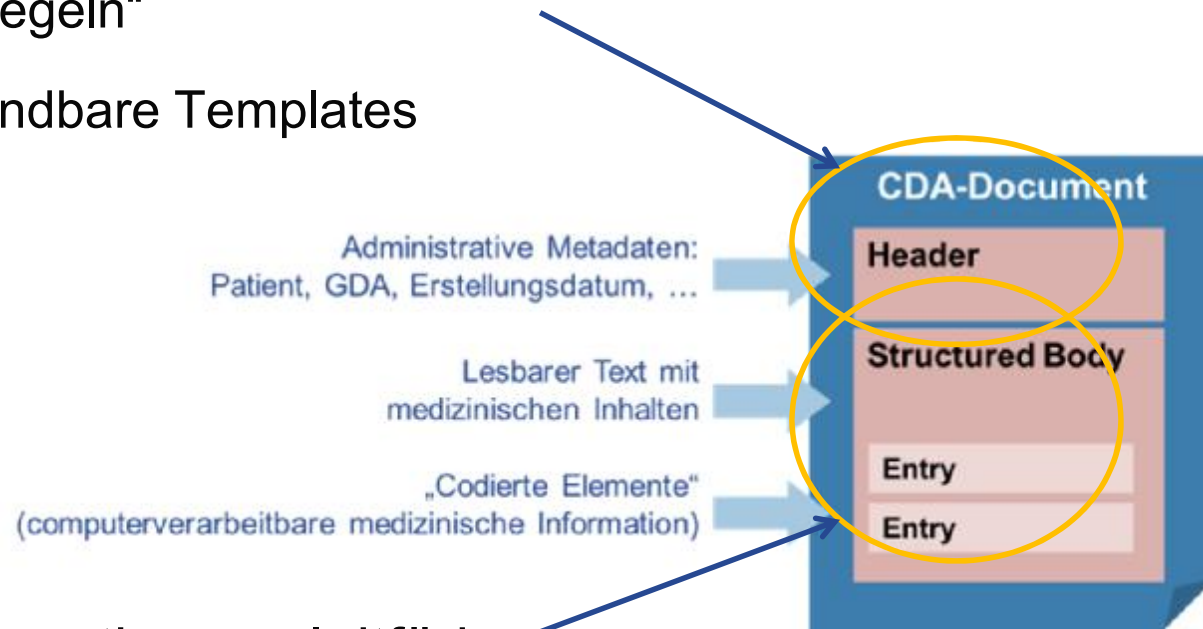 egeln“
ndbare Templates
CDA-Document
Administrative Metadaten:
Patient, GDA, Erstellungsdatum, …
Header
Lesbarer Text mit
medizinischen Inhalten
Structured Body
„Codierte Elemente“
(computerverarbeitbare medizinische Information)
Entry
Entry